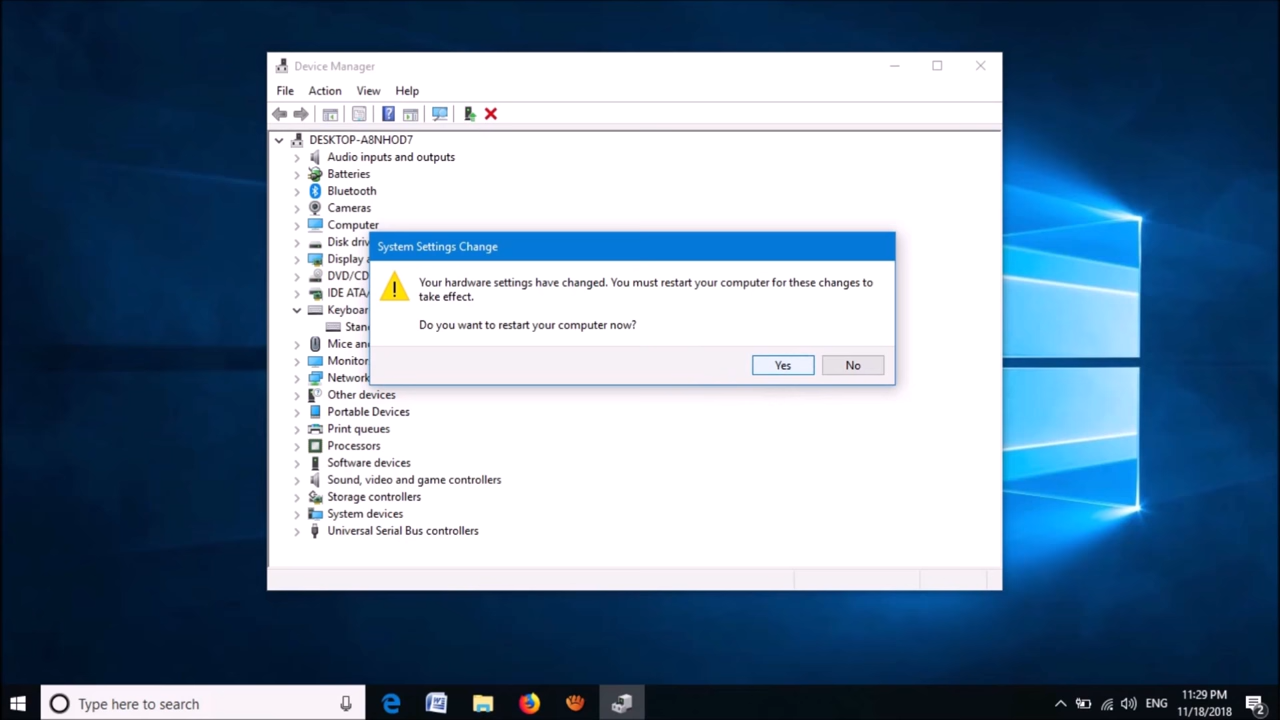 Device Manager
File Action View Help
DESKTOP-A8NHOD7
Audio inputs and outputs
Batteries
Bluetooth
Cameras
Computer
Disk driv
Display a
DVD/CD
IDE ATA/
Keyboar
Stan
Mice and
Monitor
Network
Other devices
Portable Devices
Print queues
Processors
Software devices
Sound, video and game controllers
Storage controllers
System devices
Universal Serial Bus controllers
System Settings Change
Your hardware settings have changed. You must restart your computer for these changes to
take effect.
Do you want to restart your computer now?
Yes No
Type here to search
ENG
11:29 PM
11/18/2018
2